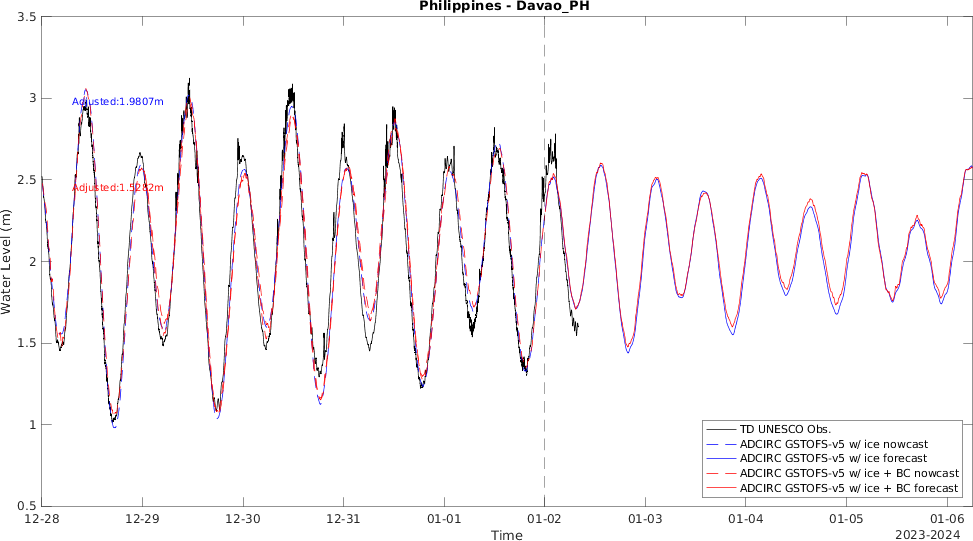 Philippines - Davao_PH
3.5
3
2.5
2
1.5
1
0.5
Water Level (m)
Adjusted:1.9807m
Adjusted:1.5282m
TD UNESCO Obs.
ADCIRC GSTOFS-v5 w/ ice nowcast
ADCIRC GSTOFS-v5 w/ ice forecast
ADCIRC GSTOFS-v5 w/ ice + BC nowcast
ADCIRC GSTOFS-v5 w/ ice + BC forecast
12-28 12-29 12-30 12-31 01-01 01-02 01-03 01-04 01-05 01-06
Time
2023-2024